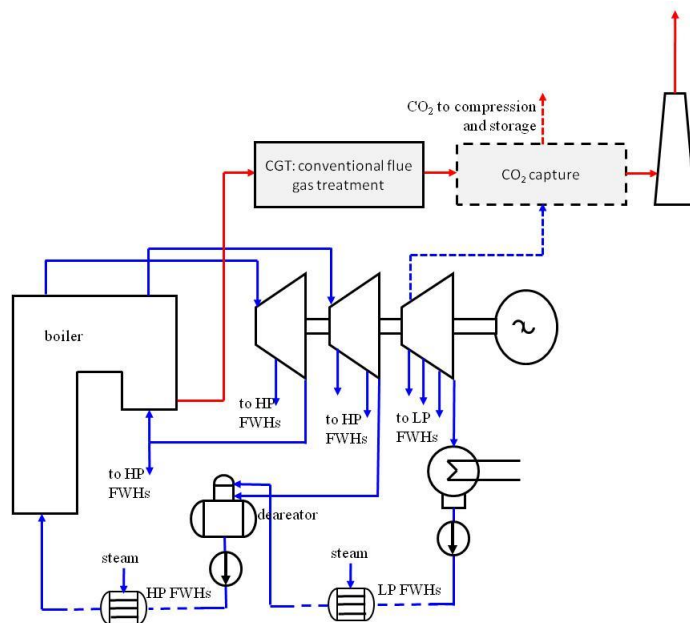 CO₂ to compression
and storage
CGT: conventional flue
gas treatment
CO₂ capture
boiler
to HP
FWHs
to HP
FWHs
to LP
FWHs
to HP
FWHs
deareator
steam
HP FWHs
steam
LP FWHs